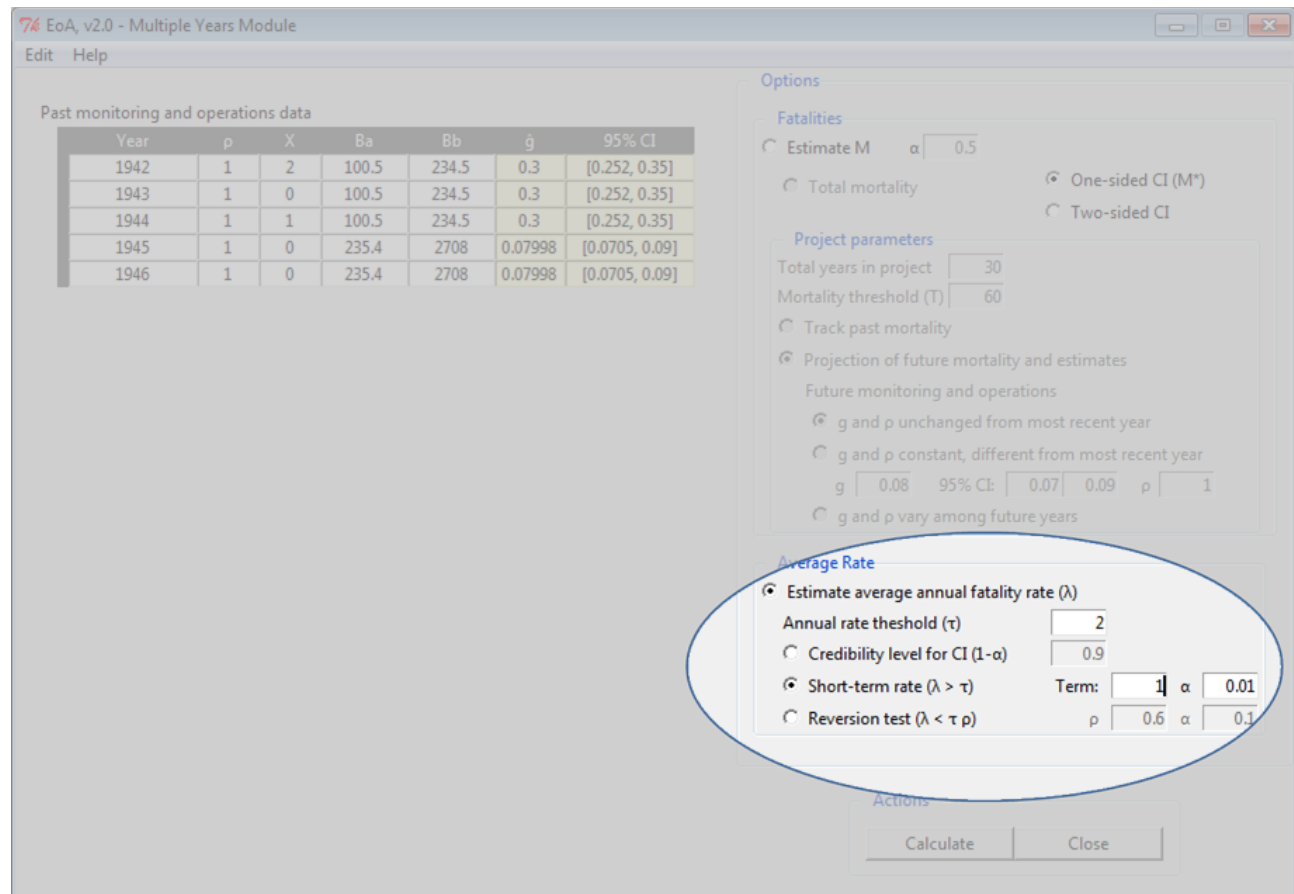 EoA, v2.0 - Multiple Years Module
Edit Help
Past monitoring and operations data
Year ρ X Ba Bb ĝ 95% CI
1942 1 2 100.5 234.5 0.3 [0.252, 0.35]
1943 1 0 100.5 234.5 0.3 [0.252, 0.35]
1944 1 1 100.5 234.5 0.3 [0.252, 0.35]
1945 1 0 235.4 2708 0.07998 [0.0705, 0.09]
1946 1 0 235.4 2708 0.07998 [0.0705, 0.09]
Options
Fatalities
Estimate M α 0.5
Total mortality
One-sided CI (M*)
Two-sided CI
Project parameters
Total years in project 30
Mortality threshold (T) 60
Track past mortality
Projection of future mortality and estimates
Future monitoring and operations
g and ρ unchanged from most recent year
g and ρ constant, different from most recent year
g 0.08 95% CI: 0.07 0.09 ρ 1
g and ρ vary among future years
Average Rate
Estimate average annual fatality rate (λ)
Annual rate theshold (τ) 2
Credibility level for CI (1-α) 0.9
Short-term rate (λ > τ) Term: 1 α 0.01
Reversion test (λ < τ ρ) ρ 0.6 α 0.1
Actions
Calculate Close